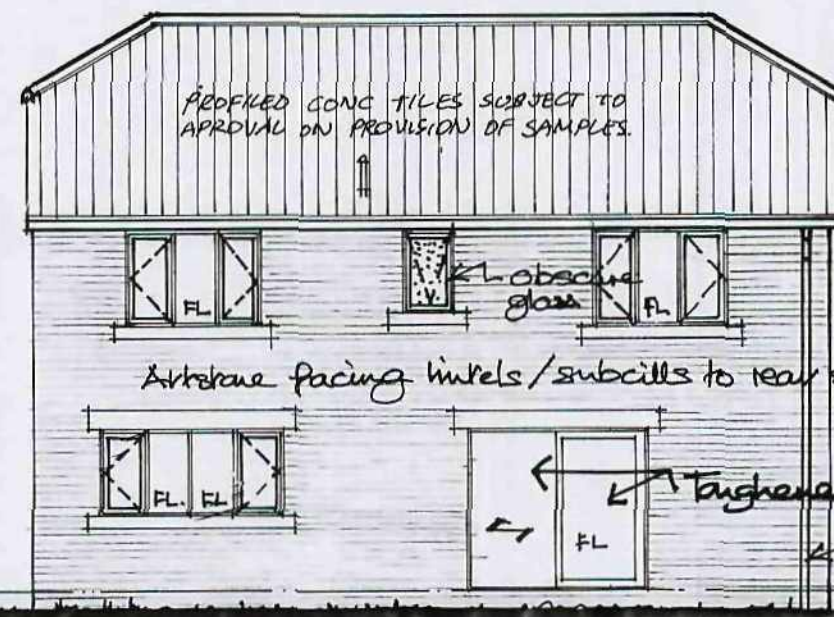 PROFILED CONC TILES SUBJECT TO
APROVAL ON PROVISION OF SAMPLES.
FL
obscure
glass
FL
Artstone facing lintels/subcills to rear
FL. FL
Toughene
FL